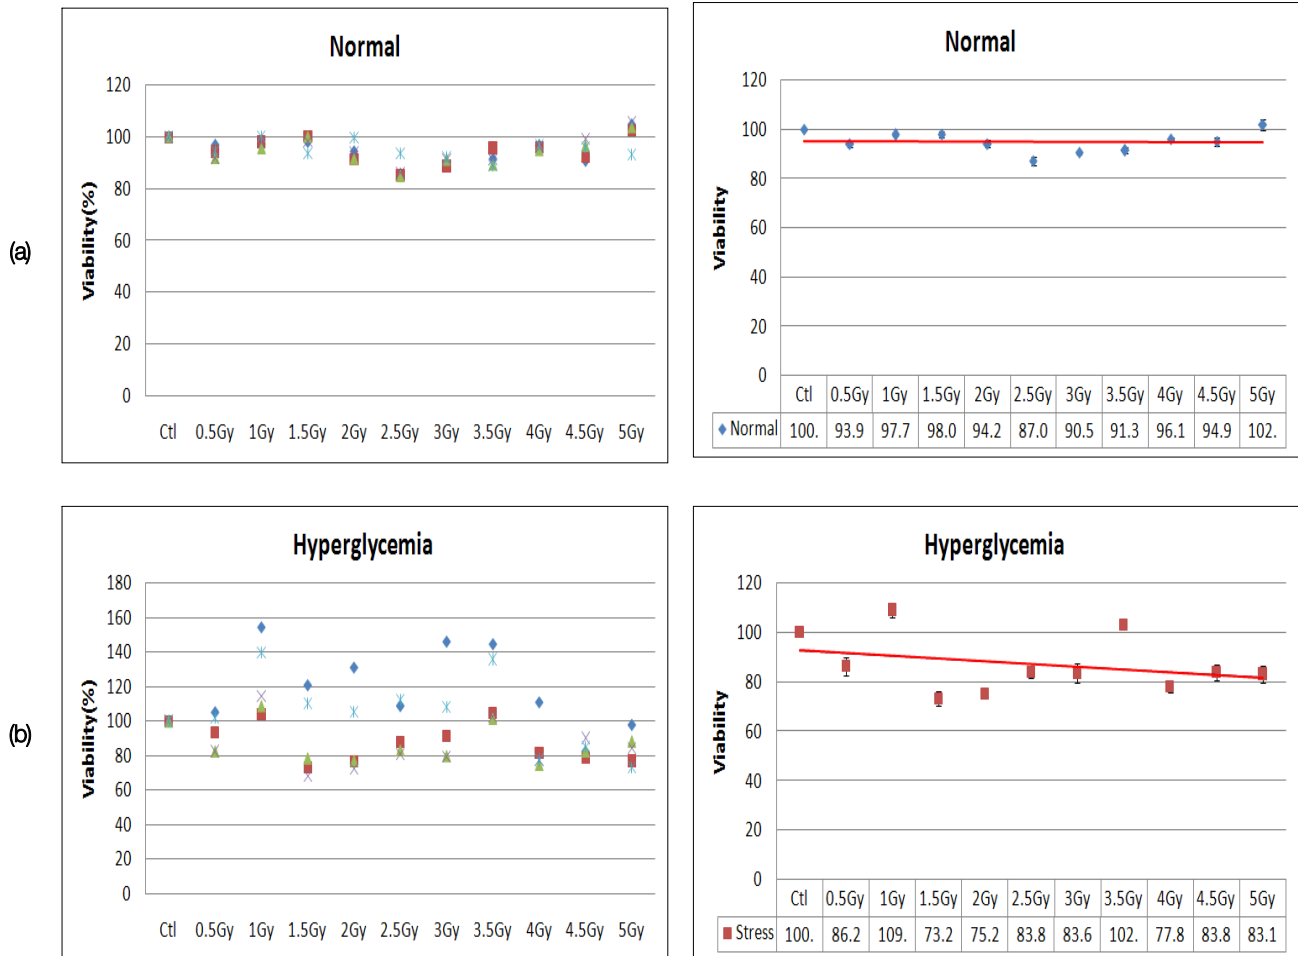 (a)
Normal
Viability(%)
120
100
80
60
40
20
0
Ctl 0.5Gy 1Gy 1.5Gy 2Gy 2.5Gy 3Gy 3.5Gy 4Gy 4.5Gy 5Gy
Normal
Viability
120
100
80
60
40
20
0
Ctl 0.5Gy 1Gy 1.5Gy 2Gy 2.5Gy 3Gy 3.5Gy 4Gy 4.5Gy 5Gy
Normal 100. 93.9 97.7 98.0 94.2 87.0 90.5 91.3 96.1 94.9 102.
(b)
Hyperglycemia
Viability(%)
180
160
140
120
100
80
60
40
20
0
Ctl 0.5Gy 1Gy 1.5Gy 2Gy 2.5Gy 3Gy 3.5Gy 4Gy 4.5Gy 5Gy
Hyperglycemia
Viability(%)
120
100
80
60
40
20
0
Ctl 0.5Gy 1Gy 1.5Gy 2Gy 2.5Gy 3Gy 3.5Gy 4Gy 4.5Gy 5Gy
Stress 100. 86.2 109. 73.2 75.2 83.8 83.6 102. 77.8 83.8 83.1